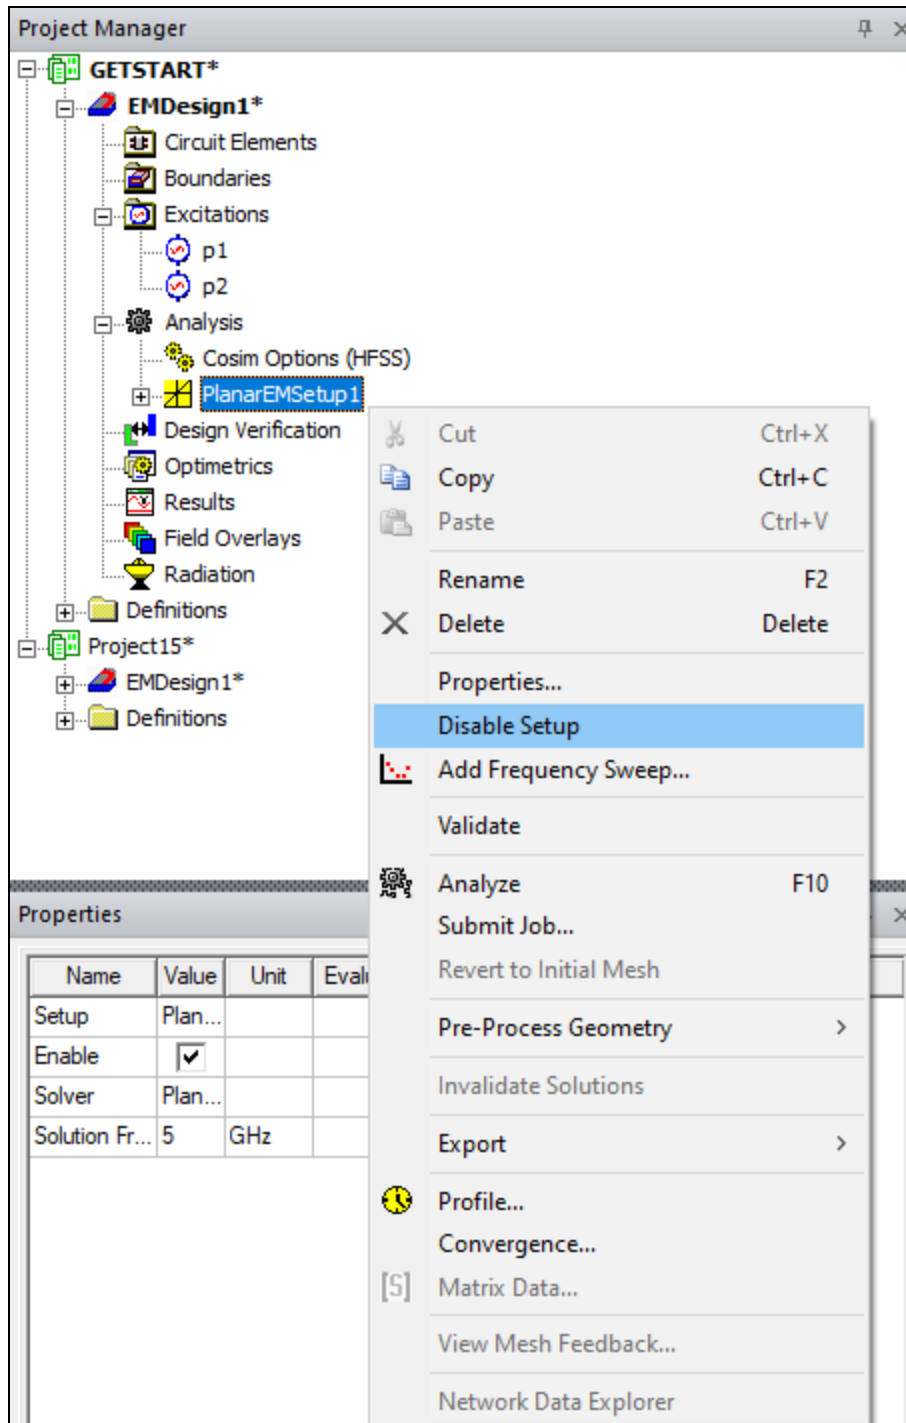 Project Manager
GETSTART*
EMDesign1*
Circuit Elements
Boundaries
Excitations
p1
p2
Analysis
Cosim Options (HFSS)
PlanarEMSetup1
Design Verification
Optimetrics
Results
Field Overlays
Radiation
Definitions
Project15*
EMDesign1*
Definitions
Cut Ctrl+X
Copy Ctrl+C
Paste Ctrl+V
Rename F2
Delete Delete
Properties...
Disable Setup
Add Frequency Sweep...
Validate
Analyze F10
Submit Job...
Revert to Initial Mesh
Pre-Process Geometry
Invalidate Solutions
Export
Profile...
Convergence...
[S] Matrix Data...
View Mesh Feedback...
Network Data Explorer
Properties
Name Value Unit Evalu
Setup Plan...
Enable
Solver Plan...
Solution Fr... 5 GHz